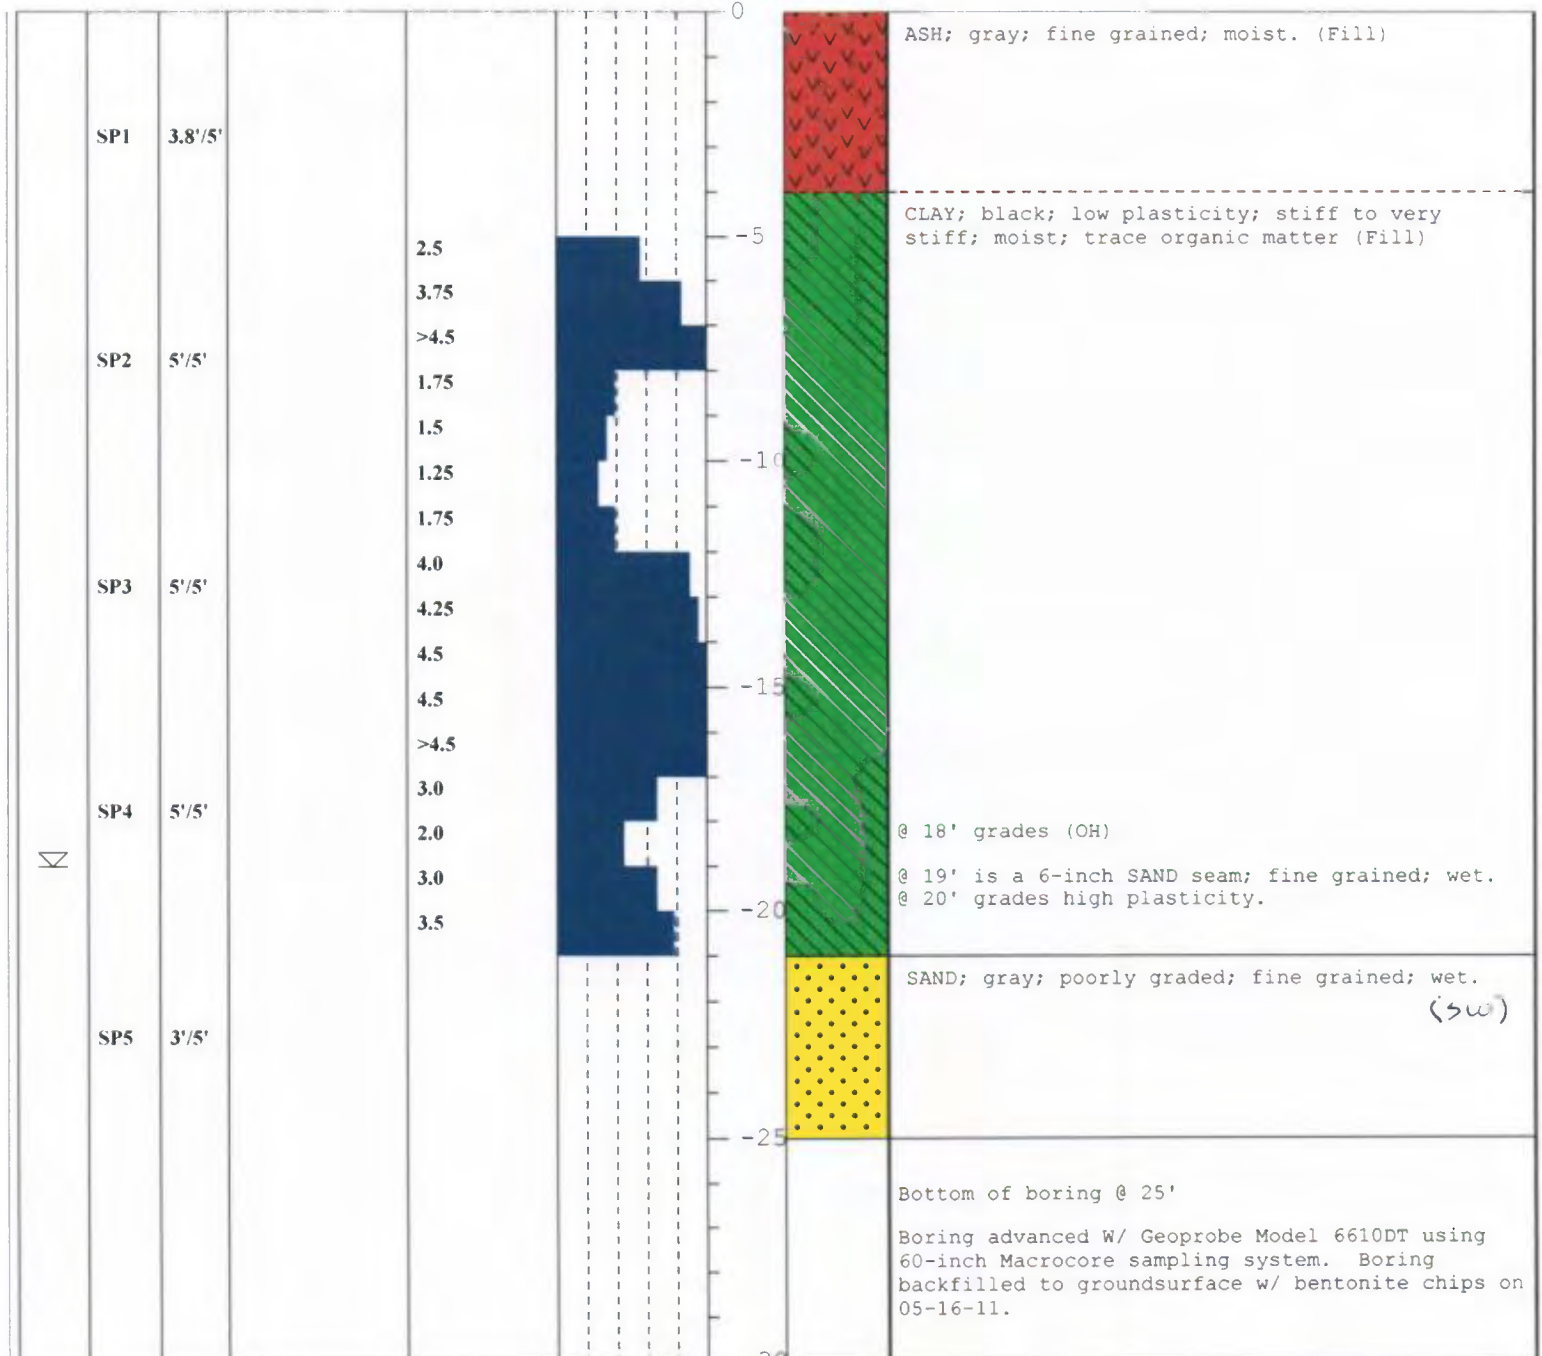 0
ASH; gray; fine grained; moist. (Fill)
SP1 3.8'/5'
CLAY; black; low plasticity; stiff to very
stiff; moist; trace organic matter (Fill)
-5
2.5
3.75
>4.5
SP2 5'/5'
1.75
1.5
-10
1.25
1.75
4.0
SP3 5'/5'
4.25
4.5
-15
4.5
>4.5
3.0
SP4 5'/5'
2.0
@ 18' grades (OH)
3.0
@ 19' is a 6-inch SAND seam; fine grained; wet.
@ 20' grades high plasticity.
-20
3.5
SAND; gray; poorly graded; fine grained; wet.
(SW)
SP5 3'/5'
-25
Bottom of boring @ 25'
Boring advanced W/ Geoprobe Model 6610DT using
60-inch Macrocore sampling system. Boring
backfilled to groundsurface w/ bentonite chips on
05-16-11.